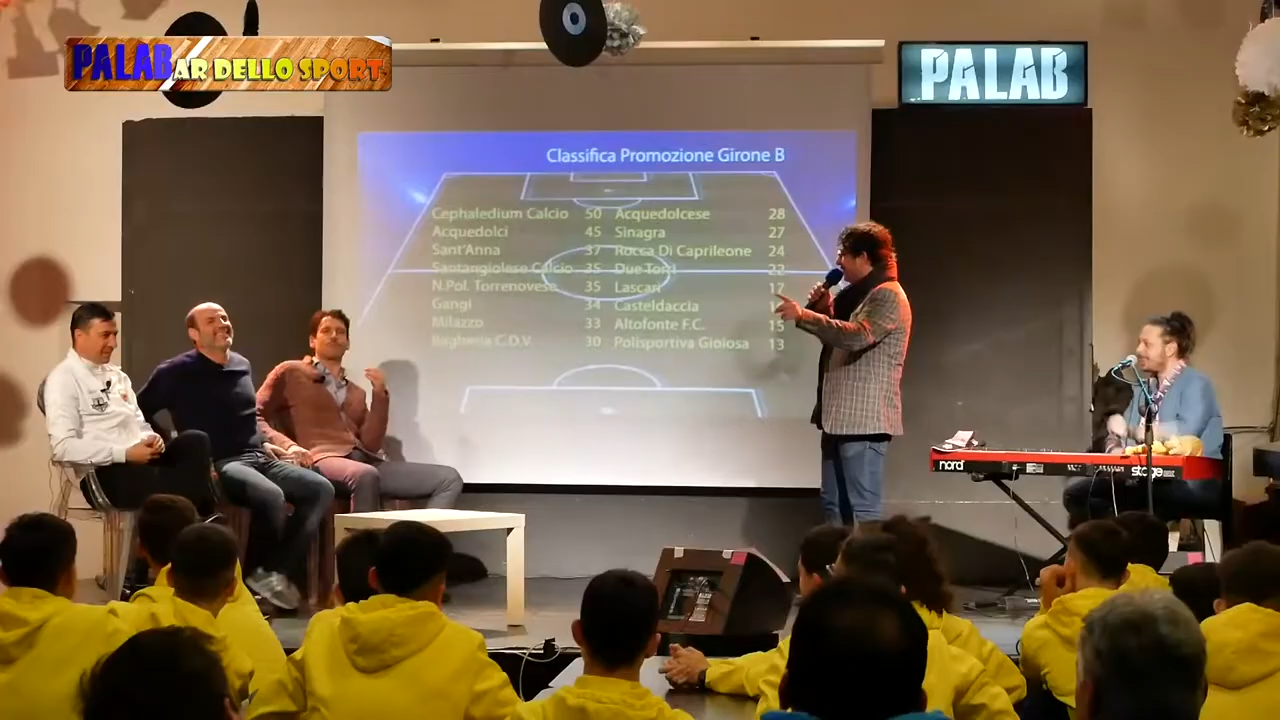 PALABAR DELLO SPORT
PALAB
Classifica Promozione Girone B
Cephaledium Calcio 50 Acquedolcese 28
Acquedolci 45 Sinagra 27
Sant'Anna 37 Rocca Di Caprileone 24
Santangiolese Calcio 35 Due Torri 22
N.Pol. Torrenovese 35 Lascari 17
Gangi 34 Casteldaccia
Milazzo 33 Altofonte F.C. 15
Bagheria C.D.V. 30 Polisportiva Gioiosa 13
nord
stage